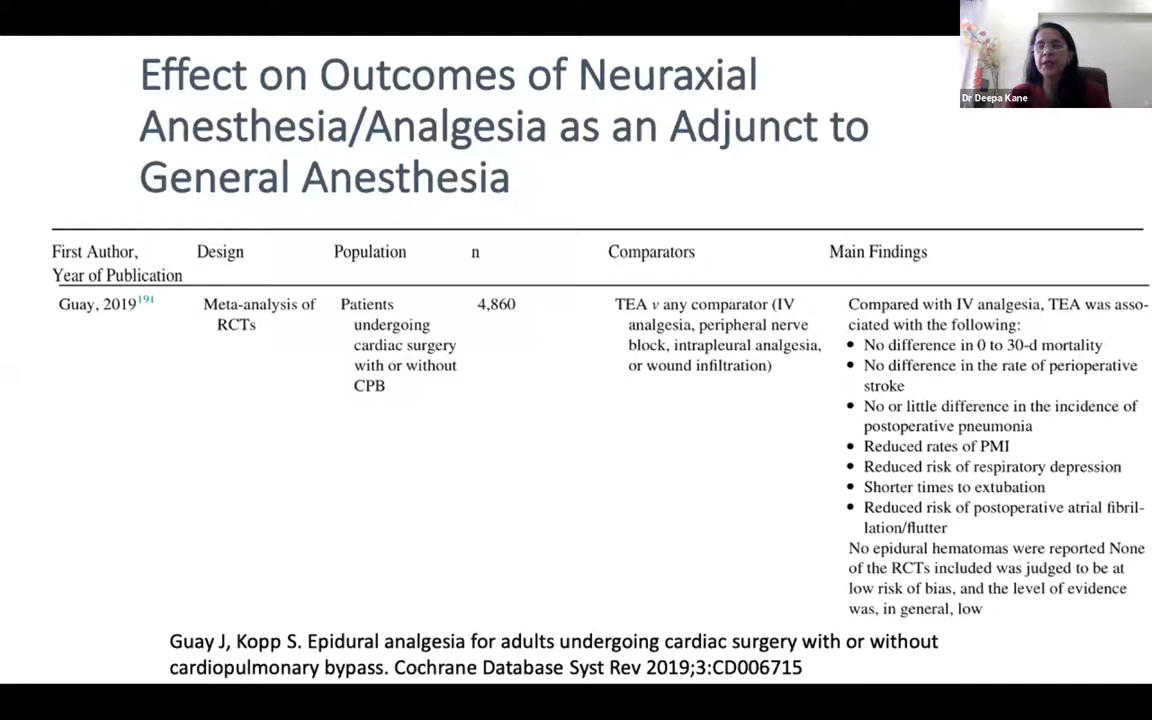 Dr Deepa Kane
Effect on Outcomes of Neuraxial
Anesthesia/Analgesia as an Adjunct to
General Anesthesia
First Author,
Year of Publication
Design
Population
n
Comparators
Main Findings
Guay, 2019191
Meta-analysis of
RCTs
Patients
undergoing
cardiac surgery
with or without
CPB
4,860
TEA v any comparator (IV
analgesia, peripheral nerve
block, intrapleural analgesia,
or wound infiltration)
Compared with IV analgesia, TEA was asso-
ciated with the following:
• No difference in 0 to 30-d mortality
• No difference in the rate of perioperative
stroke
• No or little difference in the incidence of
postoperative pneumonia
• Reduced rates of PMI
• Reduced risk of respiratory depression
• Shorter times to extubation
• Reduced risk of postoperative atrial fibril-
lation/flutter
No epidural hematomas were reported None
of the RCTs included was judged to be at
low risk of bias, and the level of evidence
was, in general, low
Guay J, Kopp S. Epidural analgesia for adults undergoing cardiac surgery with or without
cardiopulmonary bypass. Cochrane Database Syst Rev 2019;3:CD006715